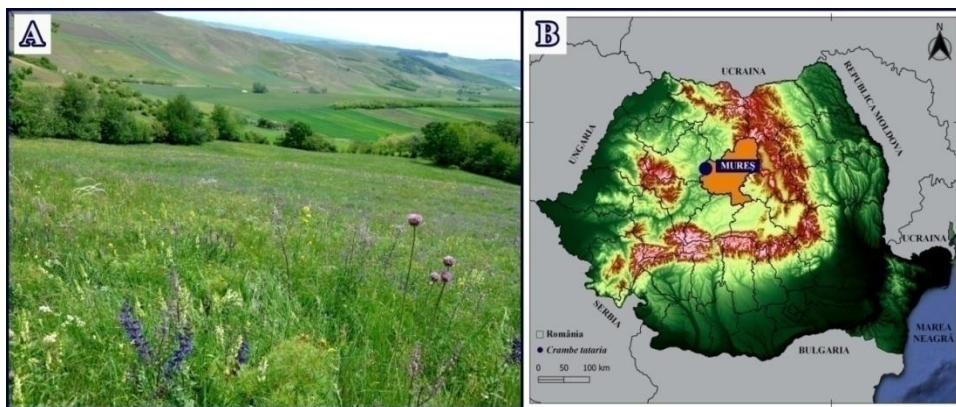 A
B
N
UCRAINA
REPUBLICA MOLDOVA
UNGARIA
MUREȘ
UCRAINA
SERBIA
România
Crambe tataria
MAREA
NEAGRĂ
BULGARIA
0 50 100 km